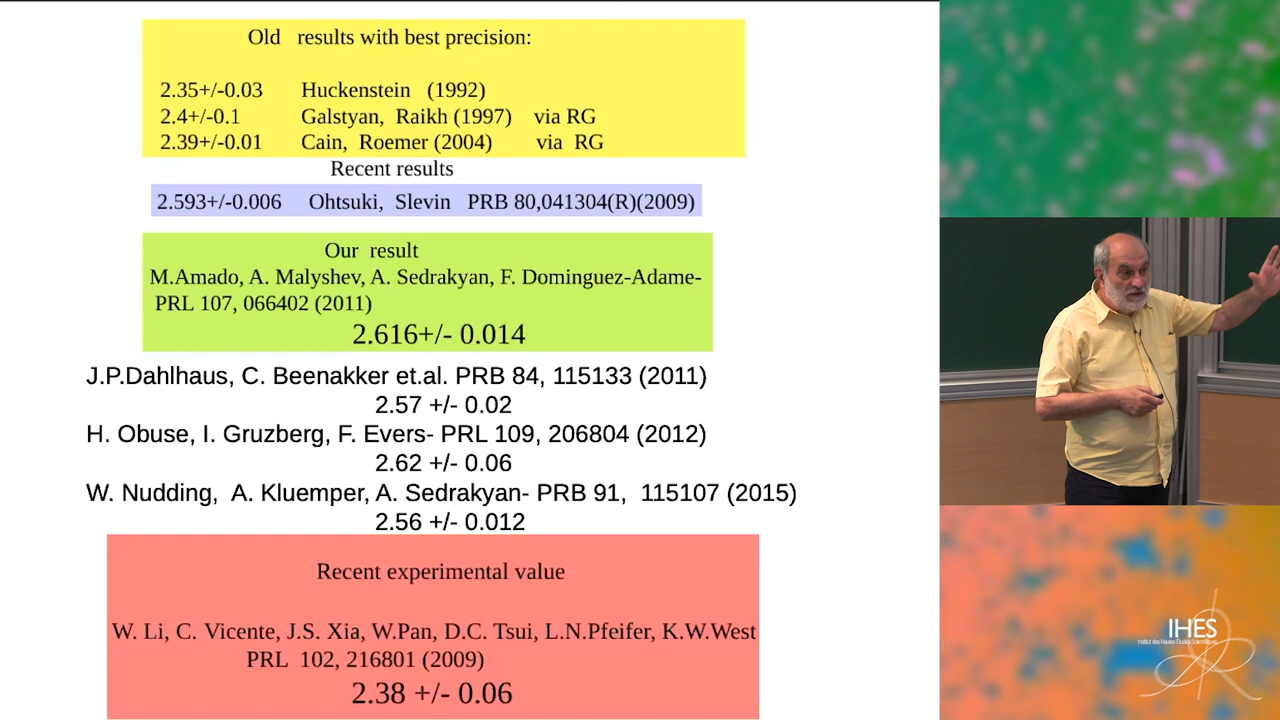 Old results with best precision:
2.35+/-0.03 Huckenstein (1992)
2.4+/-0.1 Galstyan, Raikh (1997) via RG
2.39+/-0.01 Cain, Roemer (2004) via RG
Recent results
2.593+/-0.006 Ohtsuki, Slevin PRB 80,041304(R)(2009)
Our result
M.Amado, A. Malyshev, A. Sedrakyan, F. Dominguez-Adame-
PRL 107, 066402 (2011)
2.616+/- 0.014
J.P.Dahlhaus, C. Beenakker et.al. PRB 84, 115133 (2011)
2.57 +/- 0.02
H. Obuse, I. Gruzberg, F. Evers- PRL 109, 206804 (2012)
2.62 +/- 0.06
W. Nudding, A. Kluemper, A. Sedrakyan- PRB 91, 115107 (2015)
2.56 +/- 0.012
Recent experimental value
W. Li, C. Vicente, J.S. Xia, W.Pan, D.C. Tsui, L.N.Pfeifer, K.W.West
PRL 102, 216801 (2009)
2.38 +/- 0.06
IHES
Institut des Hautes Études Scientifiques